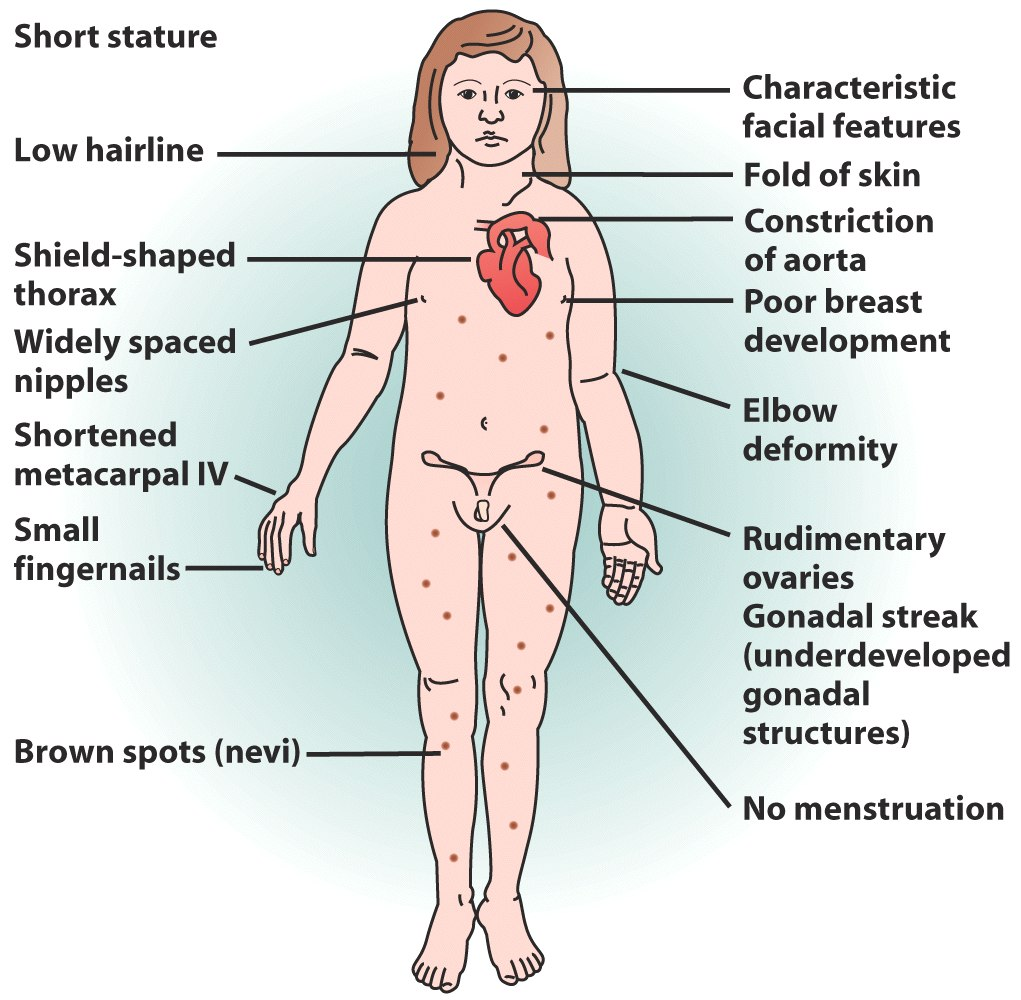 Short stature
Low hairline
Shield-shaped
thorax
Widely spaced
nipples
Shortened
metacarpal IV
Small
fingernails
Brown spots (nevi)
Characteristic
facial features
Fold of skin
Constriction
of aorta
Poor breast
development
Elbow
deformity
Rudimentary
ovaries
Gonadal streak
(underdeveloped
gonadal
structures)
No menstruation